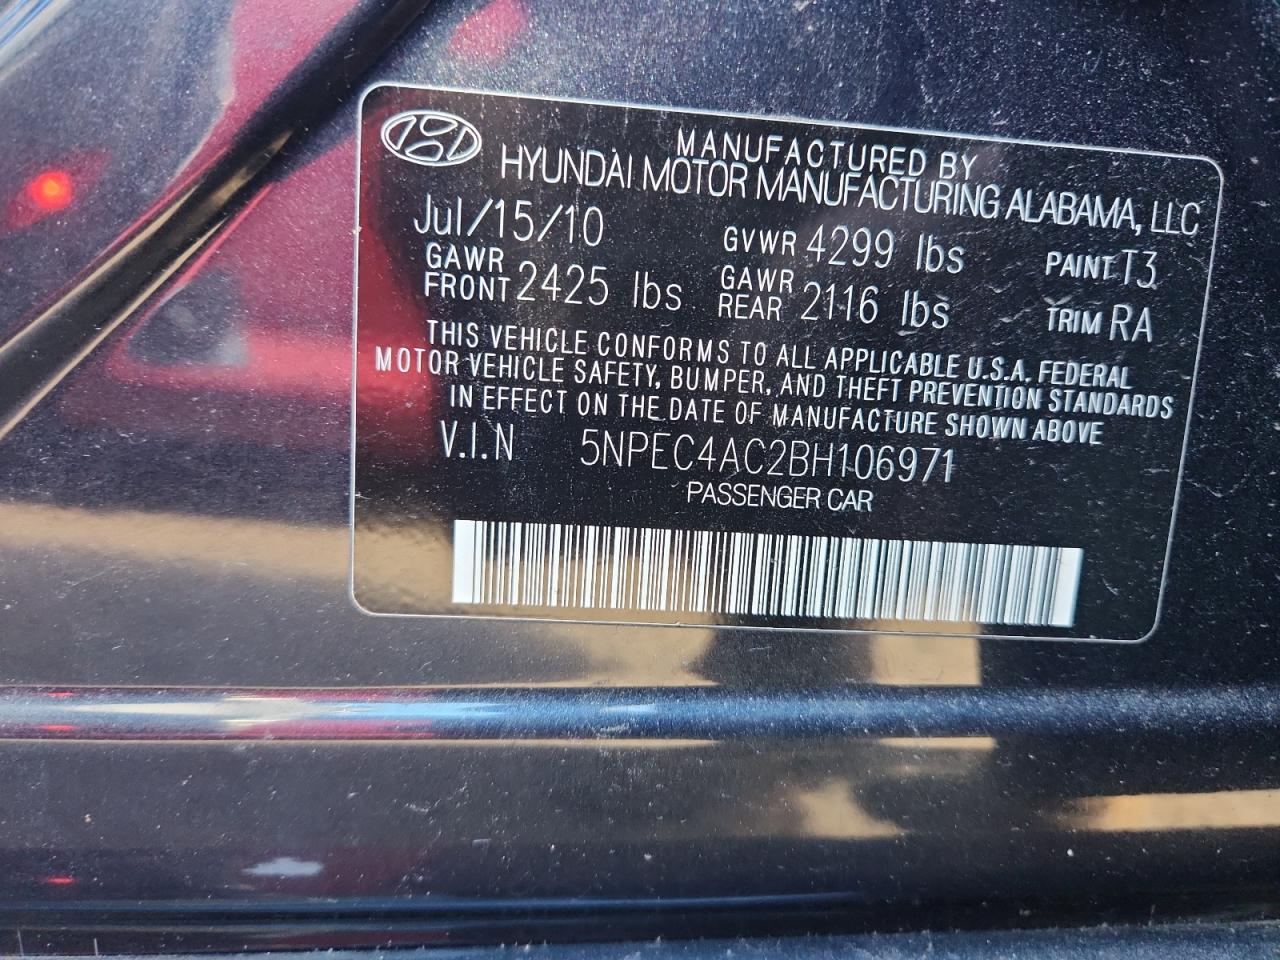 MANUFACTURED BY
HYUNDAI MOTOR MANUFACTURING ALABAMA, LLC
Jul/15/10 GVWR 4299 lbs PAINT T3
GAWR FRONT 2425 lbs GAWR REAR 2116 lbs TRIM RA
THIS VEHICLE CONFORMS TO ALL APPLICABLE U.S.A. FEDERAL
MOTOR VEHICLE SAFETY, BUMPER, AND THEFT PREVENTION STANDARDS
IN EFFECT ON THE DATE OF MANUFACTURE SHOWN ABOVE
V.I.N 5NPEC4AC2BH106971
PASSENGER CAR